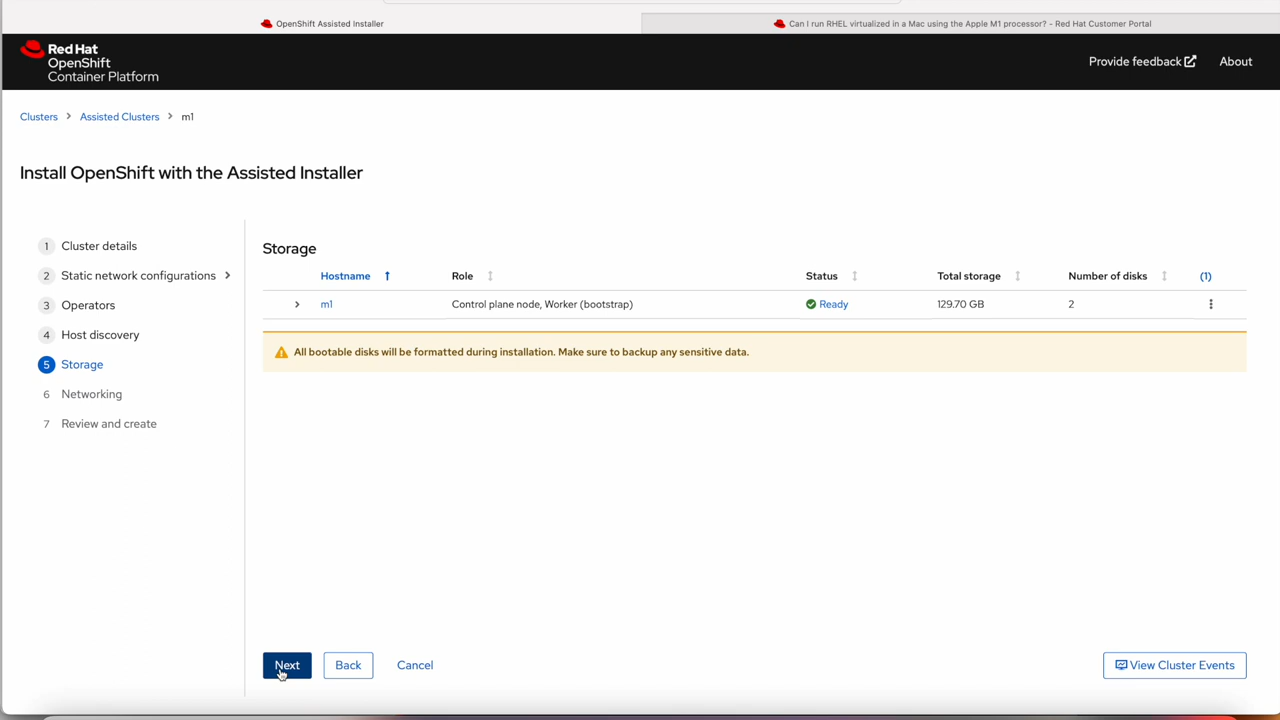 OpenShift Assisted Installer
Can I run RHEL virtualized in a Mac using the Apple M1 processor? - Red Hat Customer Portal
Red Hat
OpenShift
Container Platform
Provide feedback
About
Clusters > Assisted Clusters > m1
Install OpenShift with the Assisted Installer
1 Cluster details
2 Static network configurations
3 Operators
4 Host discovery
5 Storage
6 Networking
7 Review and create
Storage
Hostname Role Status Total storage Number of disks (1)
m1 Control plane node, Worker (bootstrap) Ready 129.70 GB 2
All bootable disks will be formatted during installation. Make sure to backup any sensitive data.
Next Back Cancel View Cluster Events